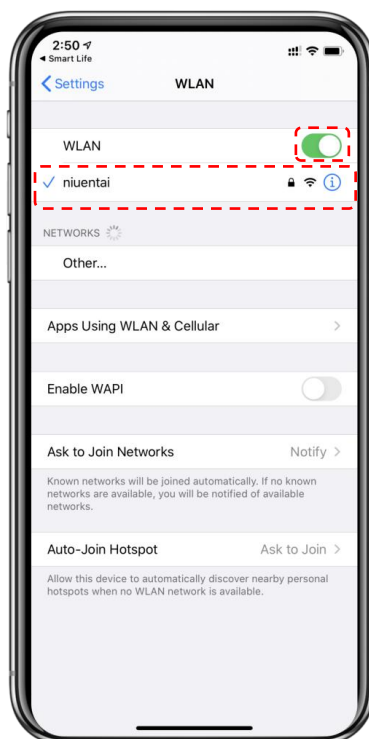 2:50
◀ Smart Life
Settings
WLAN
WLAN
niuentai
NETWORKS
Other...
Apps Using WLAN & Cellular
Enable WAPI
Ask to Join Networks Notify
Known networks will be joined automatically. If no known
networks are available, you will be notified of available
networks.
Auto-Join Hotspot Ask to Join
Allow this device to automatically discover nearby personal
hotspots when no WLAN network is available.